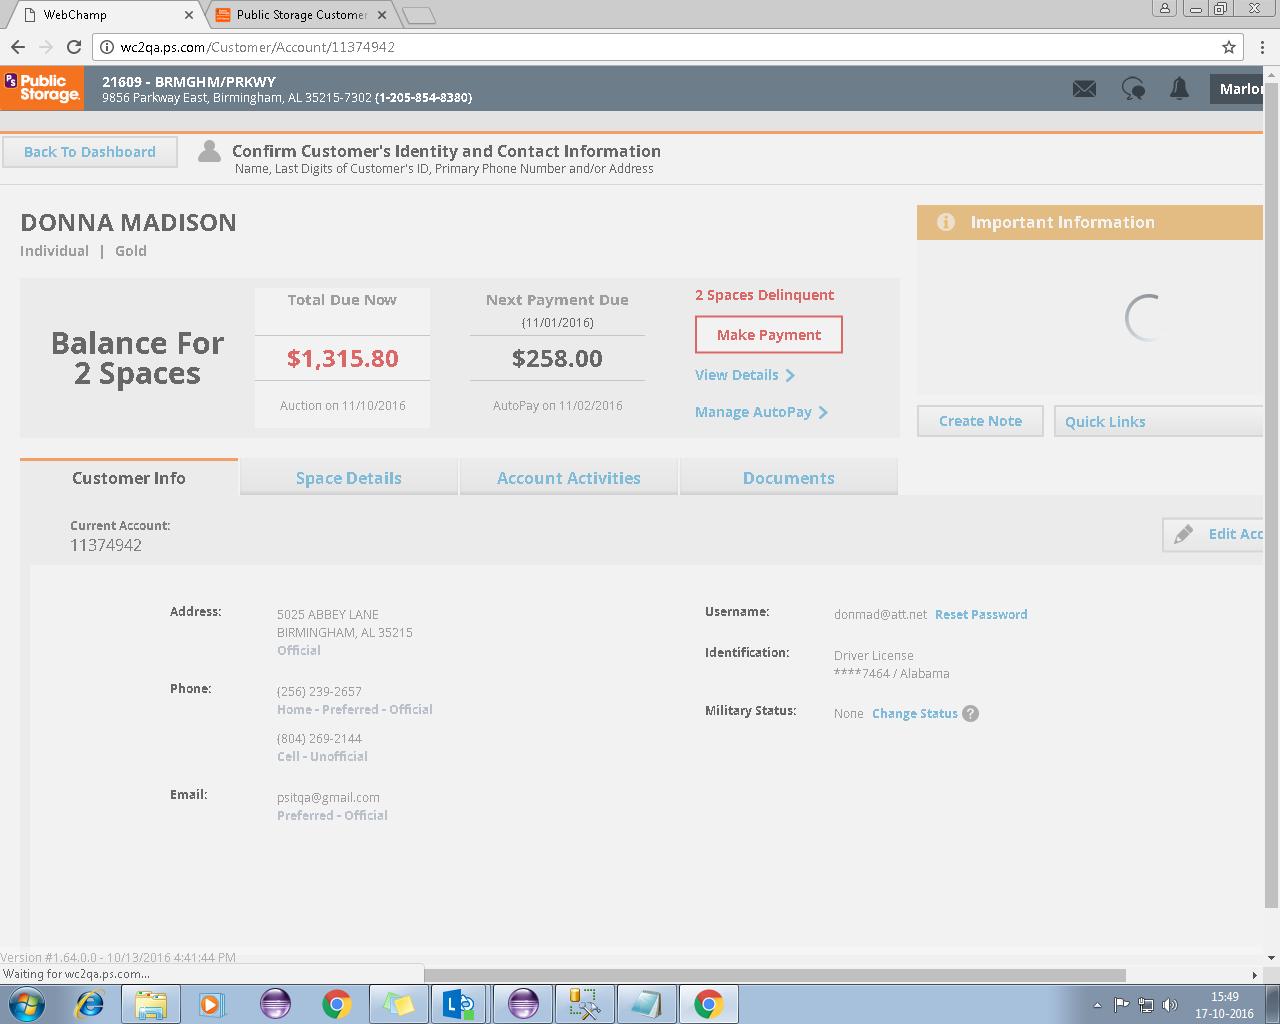 WebChamp
Public Storage Customer
wc2qa.ps.com/Customer/Account/11374942
PS Public Storage.
21609 - BRMGHM/PRKWY
9856 Parkway East, Birmingham, AL 35215-7302 (1-205-854-8380)
Marlo
Back To Dashboard
Confirm Customer's Identity and Contact Information
Name, Last Digits of Customer's ID, Primary Phone Number and/or Address
DONNA MADISON
Individual | Gold
Important Information
Balance For
2 Spaces
Total Due Now
$1,315.80
Auction on 11/10/2016
Next Payment Due
(11/01/2016)
$258.00
AutoPay on 11/02/2016
2 Spaces Delinquent
Make Payment
View Details
Manage AutoPay
Create Note
Quick Links
Customer Info
Space Details
Account Activities
Documents
Current Account:
11374942
Edit Acc
Address:
5025 ABBEY LANE
BIRMINGHAM, AL 35215
Official
Phone:
(256) 239-2657
Home - Preferred - Official
(804) 269-2144
Cell - Unofficial
Email:
psitqa@gmail.com
Preferred - Official
Username:
donmad@att.net Reset Password
Identification:
Driver License
****7464 / Alabama
Military Status:
None Change Status ?
Version #1.64.0.0 - 10/13/2016 4:41:44 PM
Waiting for wc2qa.ps.com...
15:49
17-10-2016